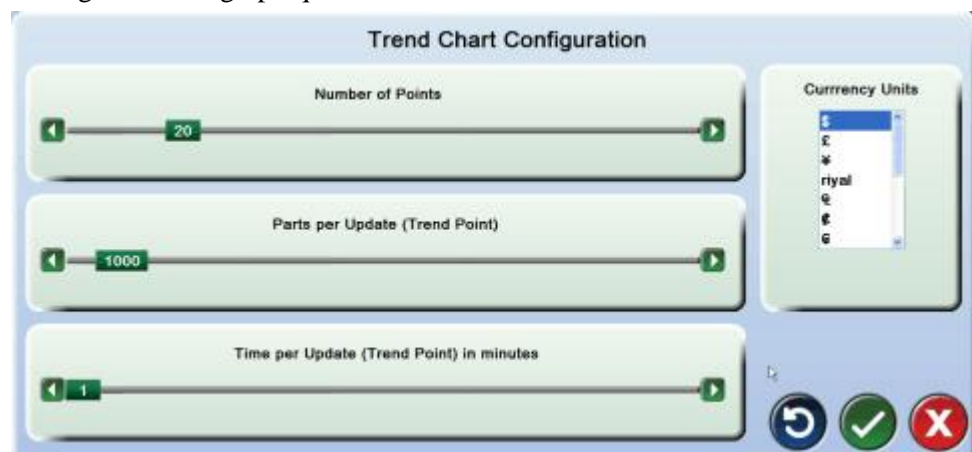 Trend Chart Configuration
Number of Points
20
Parts per Update (Trend Point)
1000
Time per Update (Trend Point) in minutes
1
Currrency Units
$
£
¥
riyal